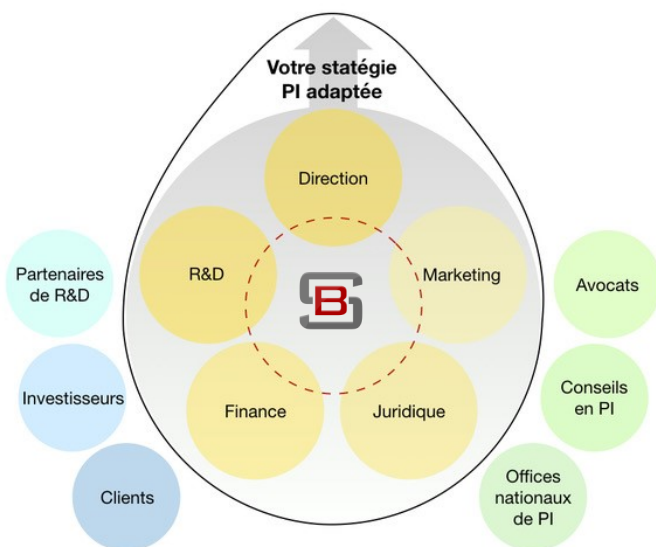 Votre statégie
PI adaptée
Direction
R&D
Marketing
Partenaires
de R&D
Avocats
SB
Investisseurs
Finance
Juridique
Conseils
en PI
Clients
Offices
nationaux
de PI